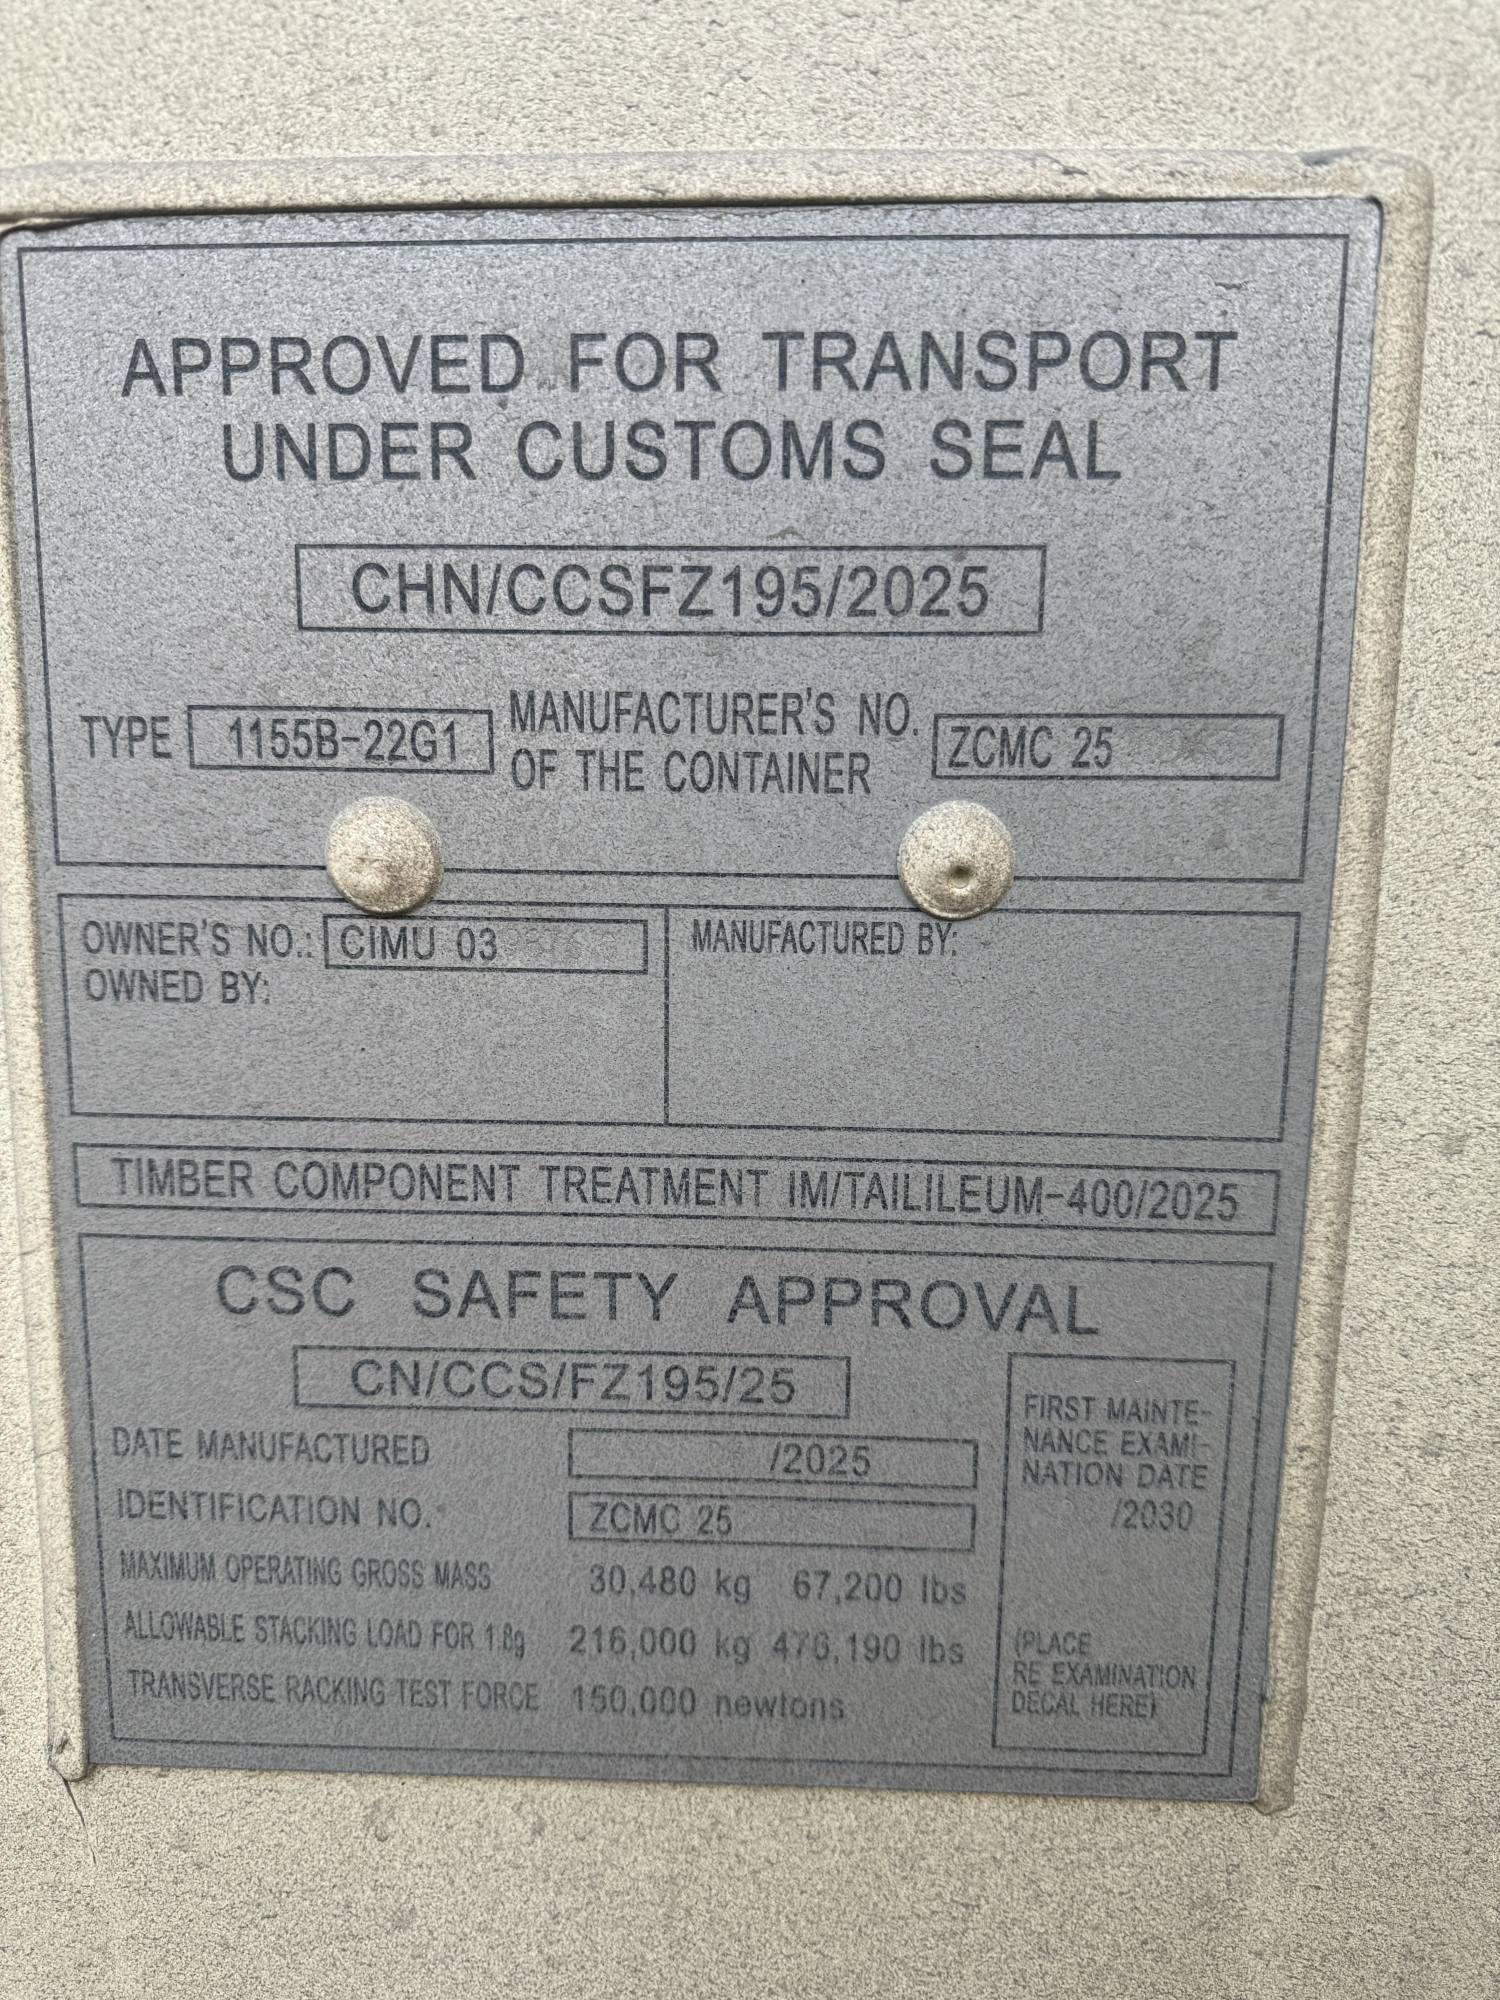 APPROVED FOR TRANSPORT
UNDER CUSTOMS SEAL
CHN/CCSFZ195/2025
TYPE 1155B-22G1 MANUFACTURER'S NO.
OF THE CONTAINER ZCMC 25
OWNER'S NO.: CIMU 03
OWNED BY:
MANUFACTURED BY:
TIMBER COMPONENT TREATMENT IM/TAILILEUM-400/2025
CSC SAFETY APPROVAL
CN/CCS/FZ195/25
DATE MANUFACTURED /2025
IDENTIFICATION NO. ZCMC 25
MAXIMUM OPERATING GROSS MASS 30,480 kg 67,200 lbs
ALLOWABLE STACKING LOAD FOR 1.8g 216,000 kg 476,190 lbs
TRANSVERSE RACKING TEST FORCE 150,000 newtons
FIRST MAINTE-
NANCE EXAMI-
NATION DATE
/2030
(PLACE
RE EXAMINATION
DECAL HERE)